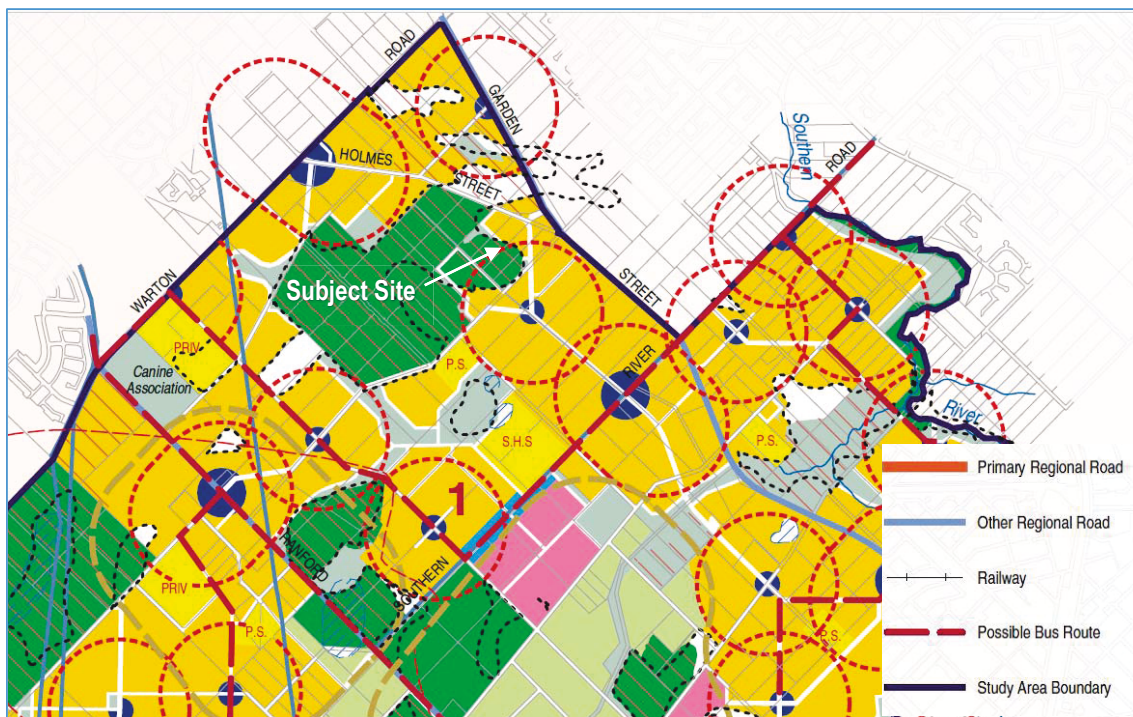 ROAD
GARDEN
HOLMES
STREET
Southern
ROAD
Subject Site
WARTON
STREET
PRIV
P.S.
Canine
Association
RIVER
River
S.H.S
P.S.
1
Primary Regional Road
Other Regional Road
RANFORD
SOUTHERN
Railway
PRIV
P.S.
P.S.
Possible Bus Route
Study Area Boundary